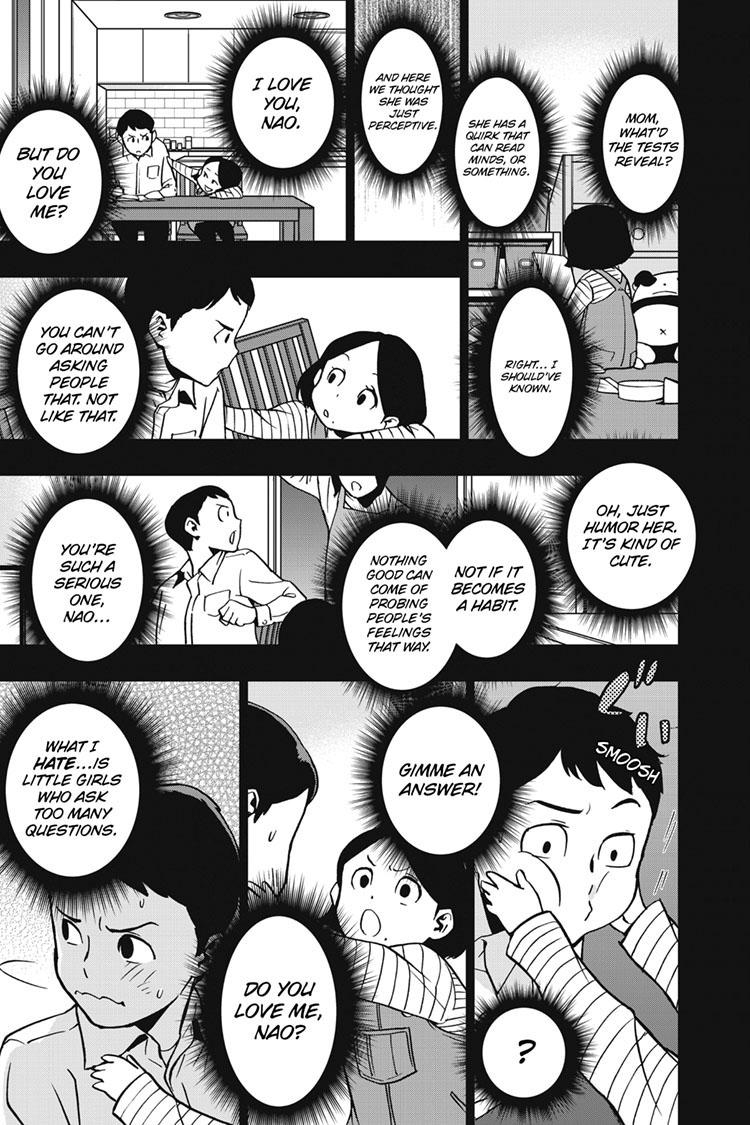 MOM,
WHAT'D
THE TESTS
REVEAL?
SHE HAS A
QUIRK THAT
CAN READ
MINDS, OR
SOMETHING.
RIGHT... I
SHOULD'VE
KNOWN.
AND HERE
WE THOUGHT
SHE WAS
JUST
PERCEPTIVE.
I LOVE
YOU,
NAO.
BUT DO
YOU
LOVE
ME?
YOU CAN'T
GO AROUND
ASKING
PEOPLE
THAT. NOT
LIKE THAT.
OH, JUST
HUMOR HER.
IT'S KIND OF
CUTE.
NOT IF IT
BECOMES
A HABIT.
NOTHING
GOOD CAN
COME OF
PROBING
PEOPLE'S
FEELINGS
THAT WAY.
YOU'RE
SUCH A
SERIOUS
ONE,
NAO...
SMOOSH
?
GIMME AN
ANSWER!
DO YOU
LOVE ME,
NAO?
WHAT I
HATE...IS
LITTLE GIRLS
WHO ASK
TOO MANY
QUESTIONS.